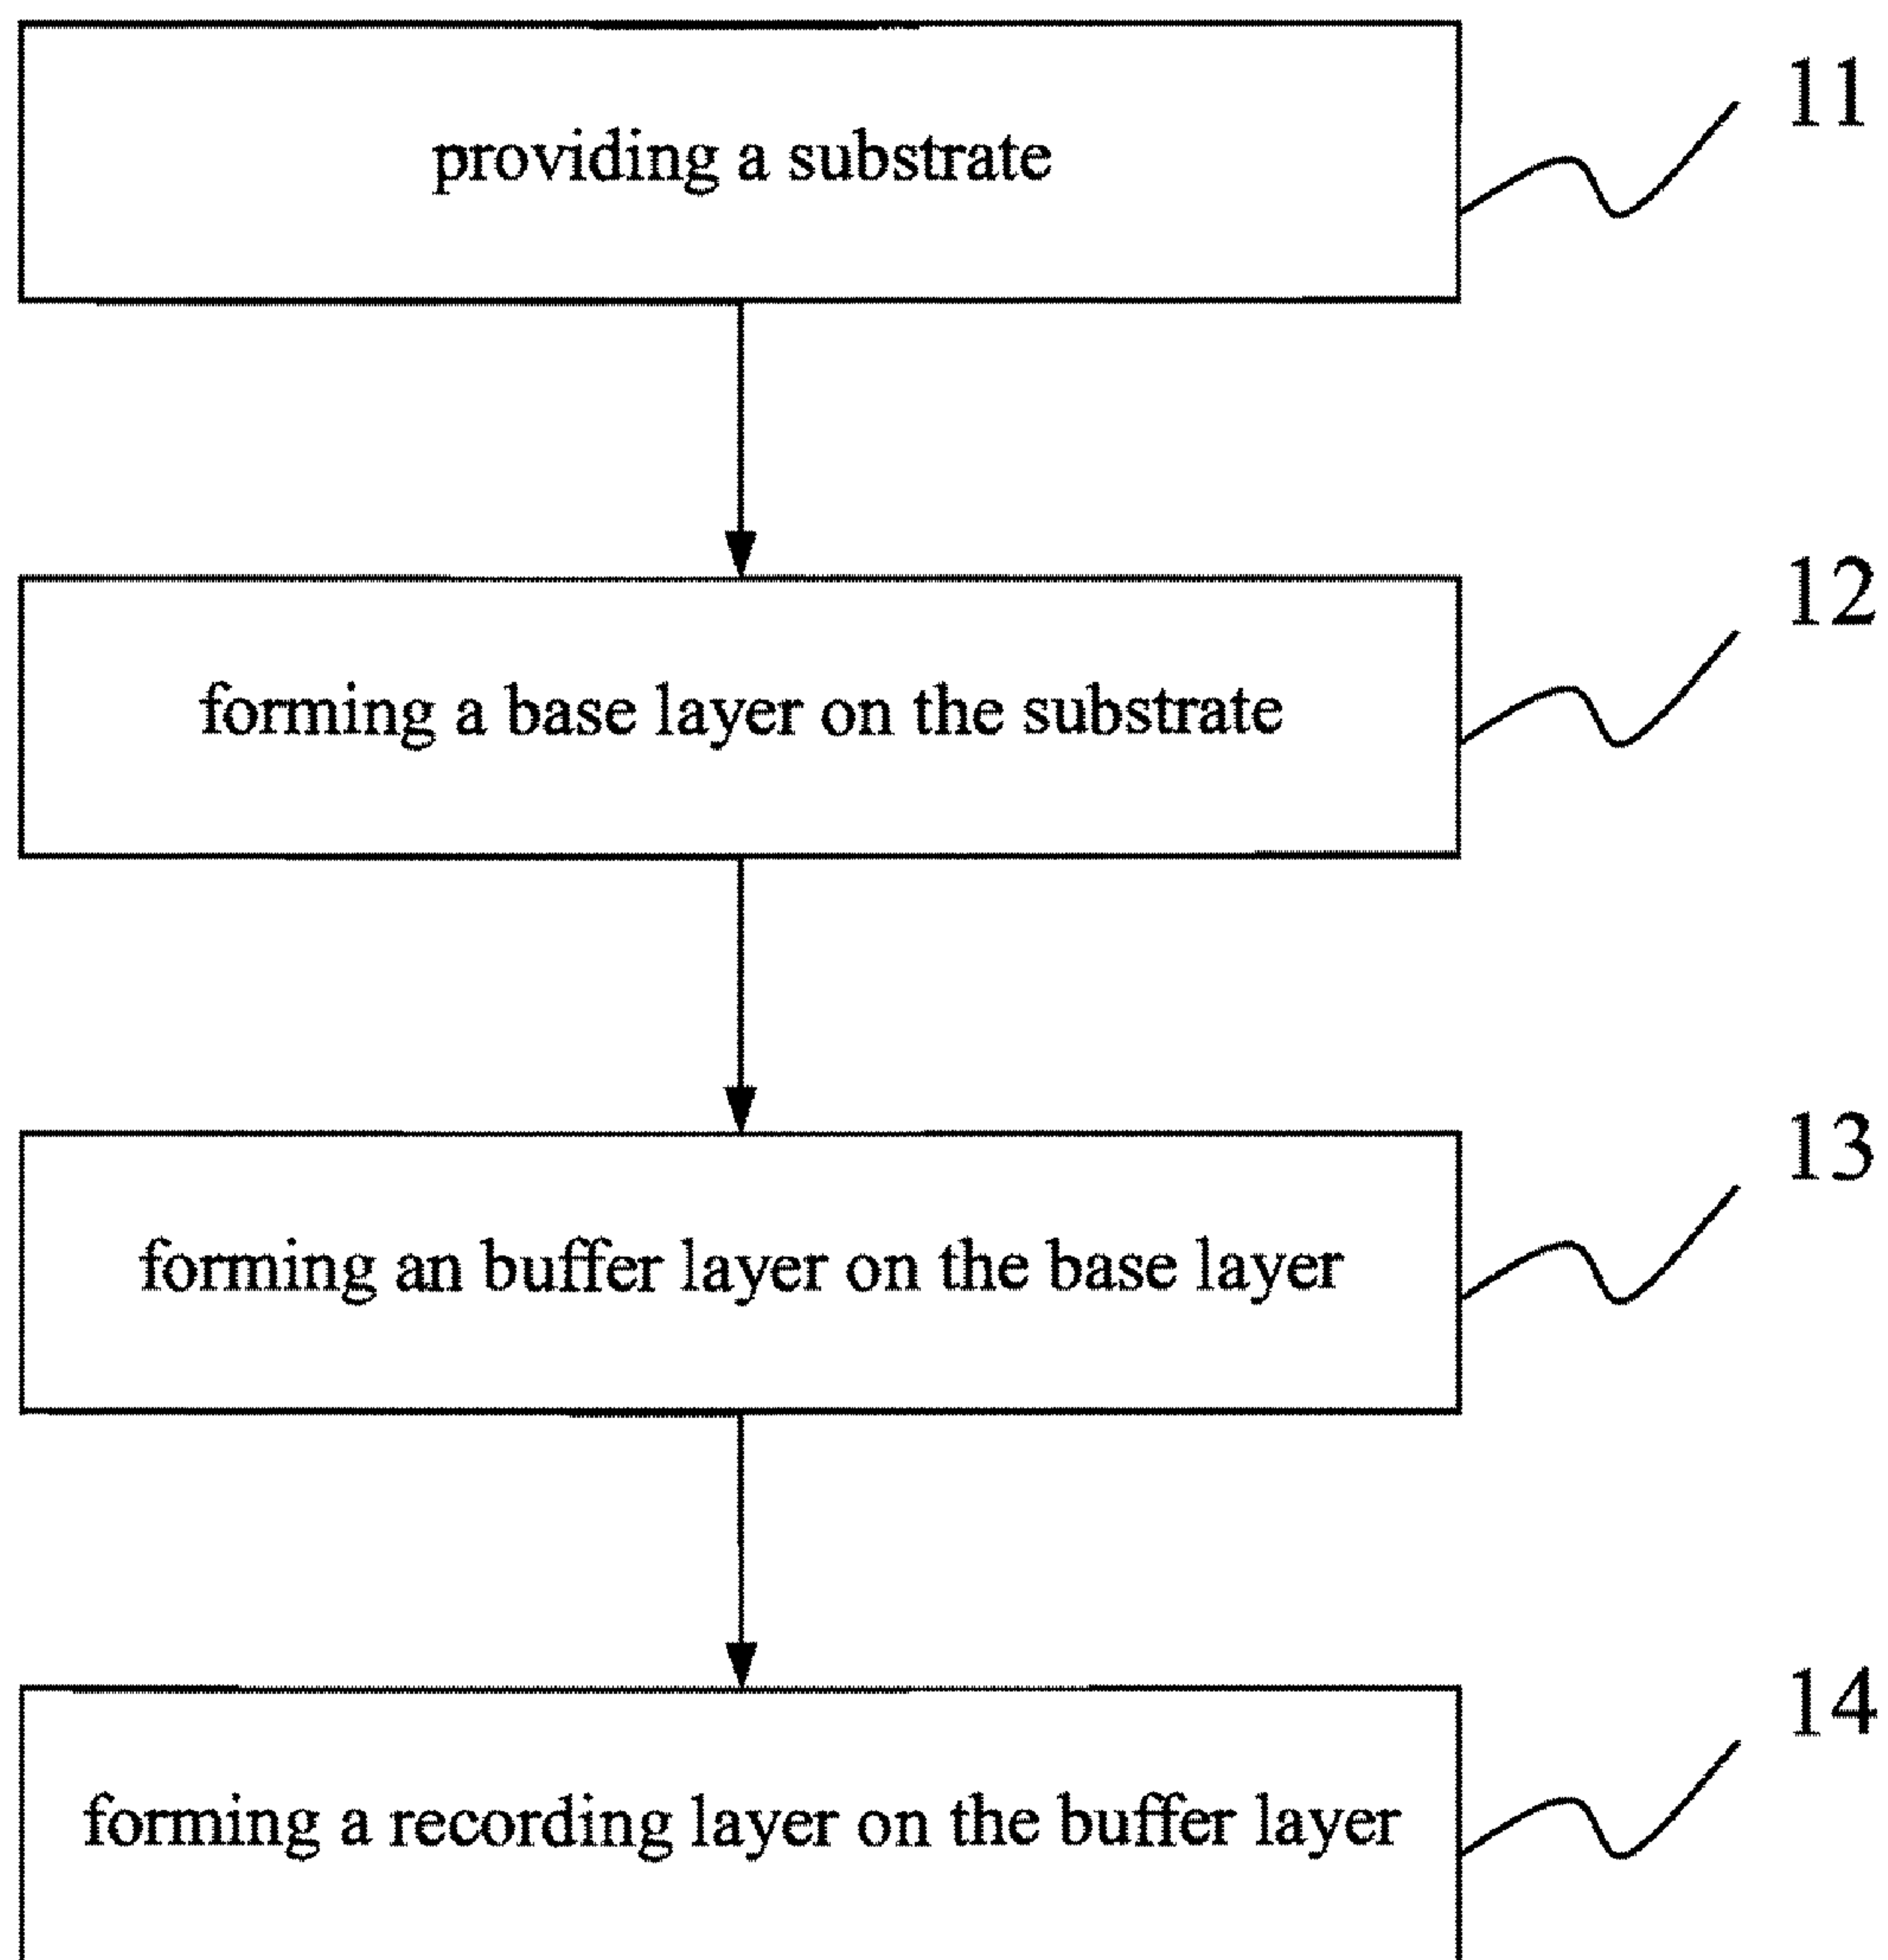 providing a substrate
11
forming a base layer on the substrate
12
forming an buffer layer on the base layer
13
forming a recording layer on the buffer layer
14